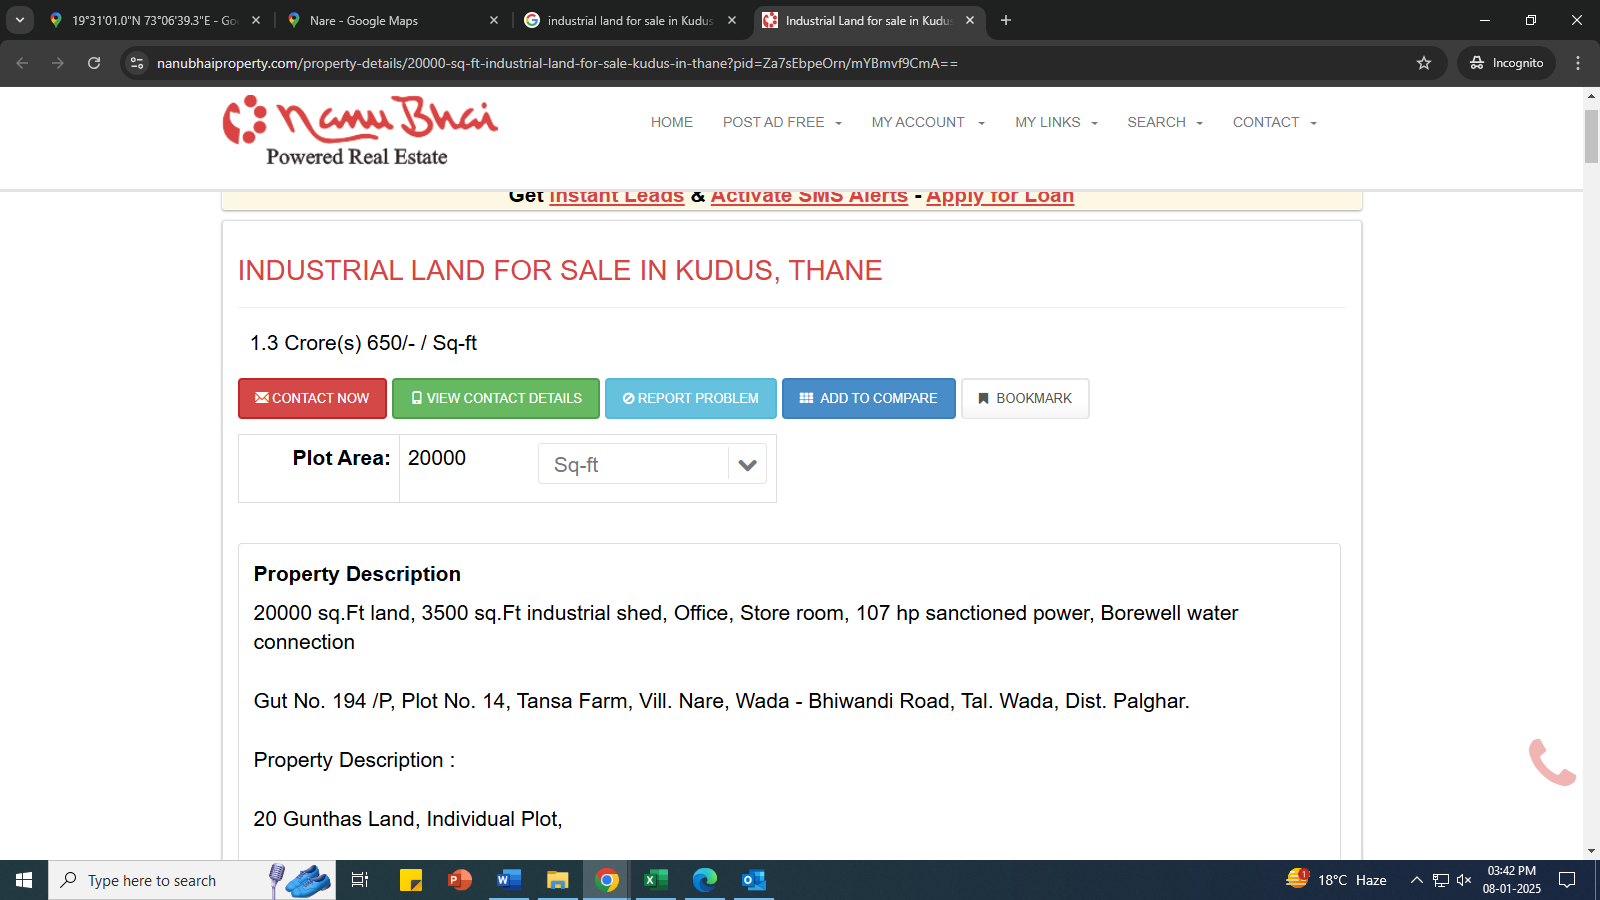 19°31'01.0"N 73°06'39.3"E - Go
Nare - Google Maps
industrial land for sale in Kudus
Industrial Land for sale in Kudu
nanubhaiproperty.com/property-details/20000-sq-ft-industrial-land-for-sale-kudus-in-thane?pid=Za7sEbpeOrn/mYBmvf9CmA==
Incognito
Nanu Bhai
Powered Real Estate
HOME
POST AD FREE
MY ACCOUNT
MY LINKS
SEARCH
CONTACT
Get Instant Leads & Activate SMS Alerts - Apply for Loan
INDUSTRIAL LAND FOR SALE IN KUDUS, THANE
1.3 Crore(s) 650/- / Sq-ft
CONTACT NOW
VIEW CONTACT DETAILS
REPORT PROBLEM
ADD TO COMPARE
BOOKMARK
Plot Area: 20000 Sq-ft
Property Description
20000 sq.Ft land, 3500 sq.Ft industrial shed, Office, Store room, 107 hp sanctioned power, Borewell water
connection
Gut No. 194 /P, Plot No. 14, Tansa Farm, Vill. Nare, Wada - Bhiwandi Road, Tal. Wada, Dist. Palghar.
Property Description :
20 Gunthas Land, Individual Plot,
Type here to search
1
18°C Haze
03:42 PM
08-01-2025